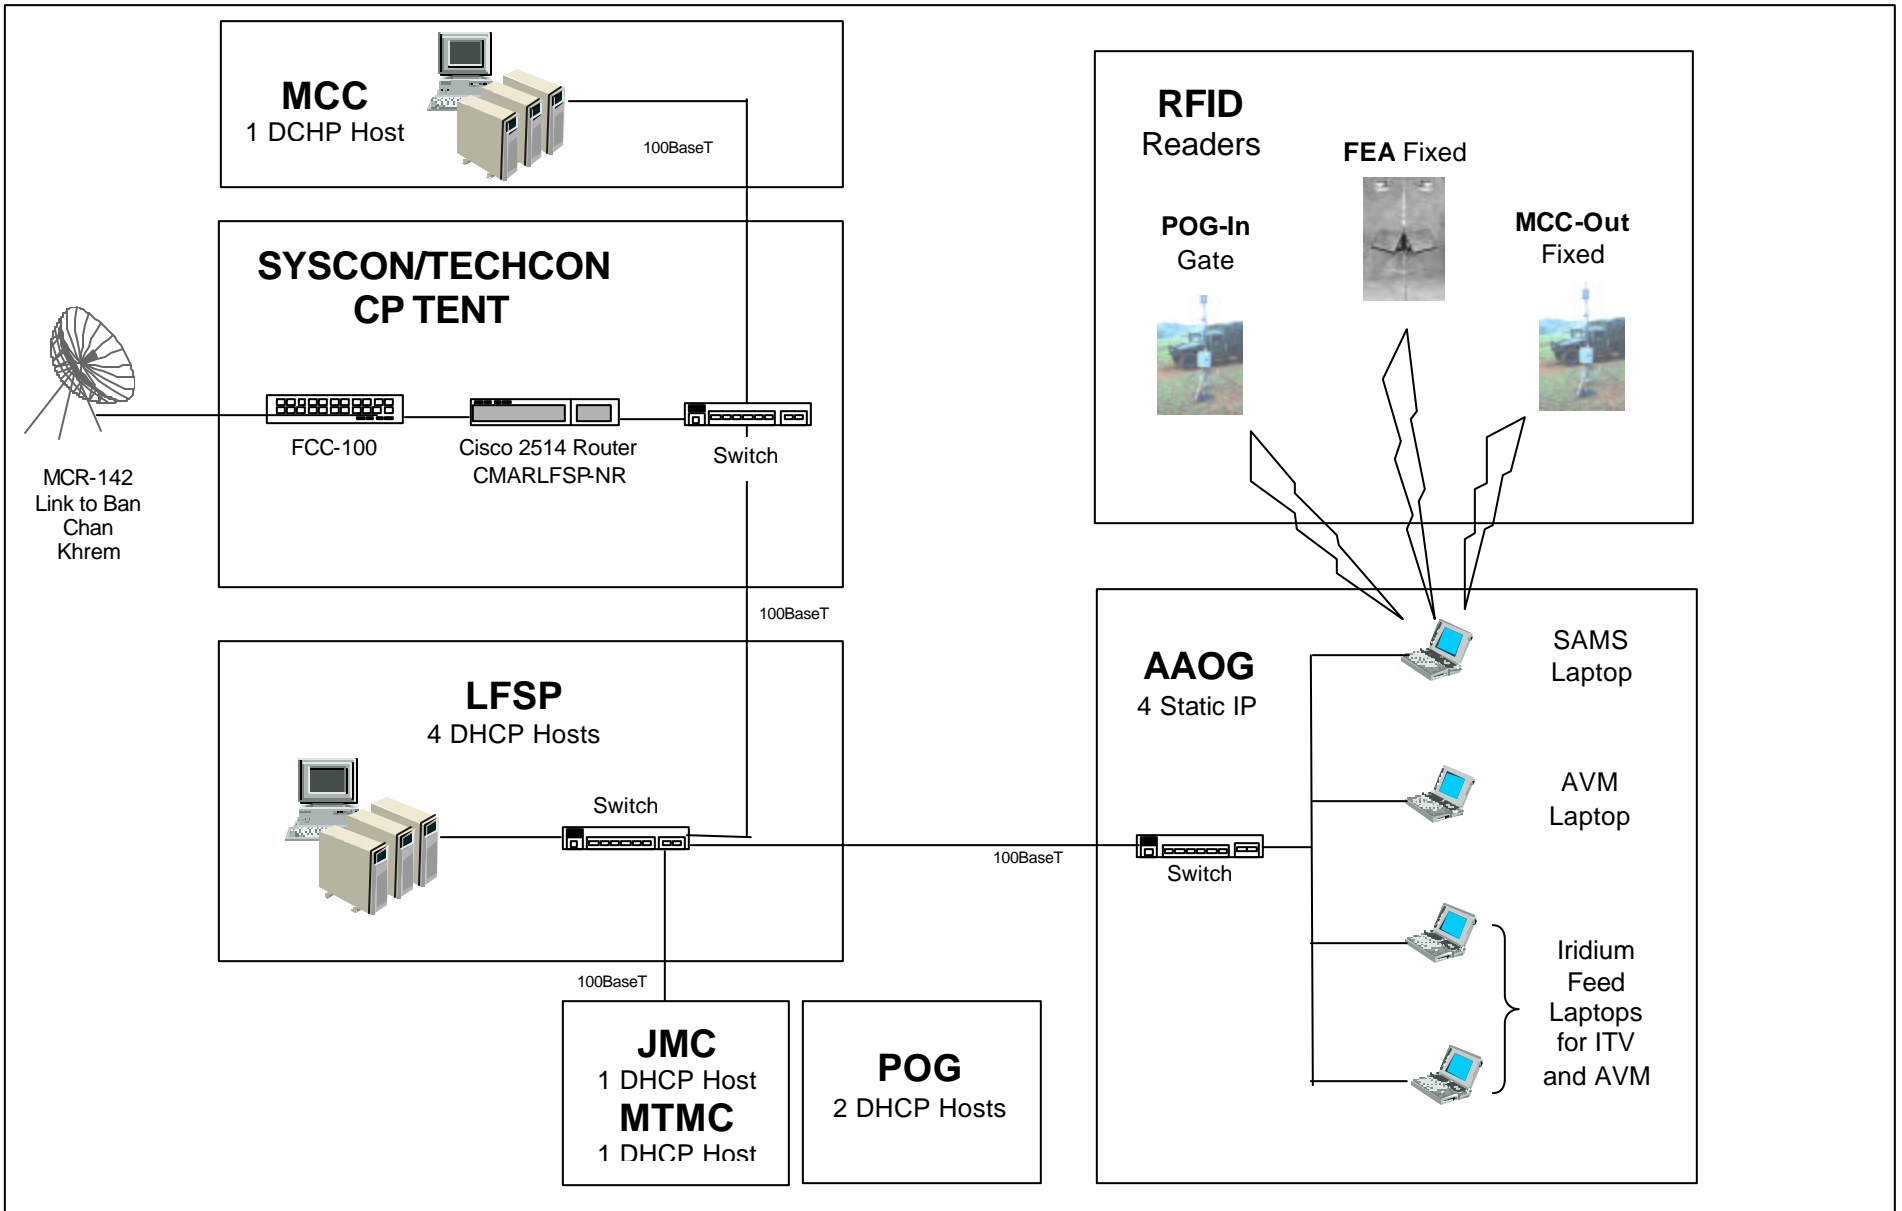 MCC
1 DCHP Host
100BaseT
SYSCON/TECHCON
CP TENT
FCC-100
Cisco 2514 Router
CMARLFSP-NR
Switch
MCR-142
Link to Ban
Chan
Khrem
100BaseT
LFSP
4 DHCP Hosts
Switch
100BaseT
100BaseT
JMC
1 DHCP Host
MTMC
1 DHCP Host
POG
2 DHCP Hosts
RFID
Readers
FEA Fixed
POG-In
Gate
MCC-Out
Fixed
AAOG
4 Static IP
Switch
SAMS
Laptop
AVM
Laptop
Iridium
Feed
Laptops
for ITV
and AVM